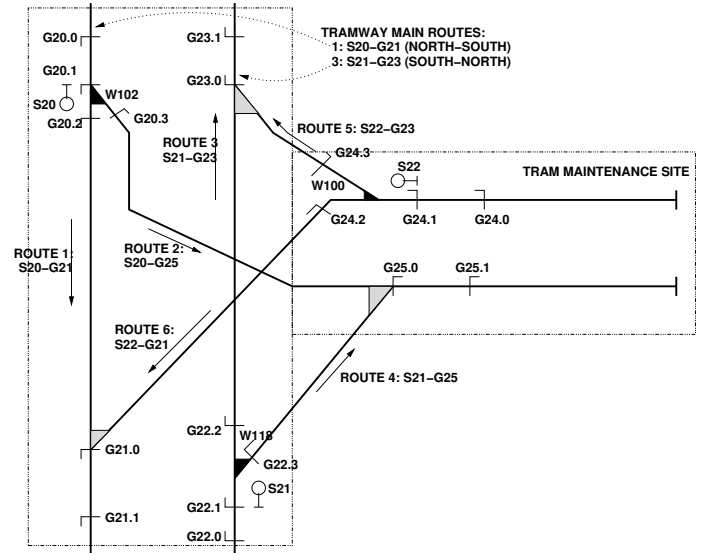 TRAMWAY MAIN ROUTES:
1: S20–G21 (NORTH–SOUTH)
3: S21–G23 (SOUTH–NORTH)
G20.0
G23.1
G20.1
G23.0
W102
S20
G20.2
G20.3
ROUTE 3
S21–G23
ROUTE 5: S22–G23
G24.3
S22
TRAM MAINTENANCE SITE
W100
G24.2
G24.1
G24.0
ROUTE 1:
S20–G21
ROUTE 2:
S20–G25
G25.0
G25.1
ROUTE 6:
S22–G21
ROUTE 4: S21–G25
G22.2
W118
G21.0
G22.3
S21
G22.1
G21.1
G22.0